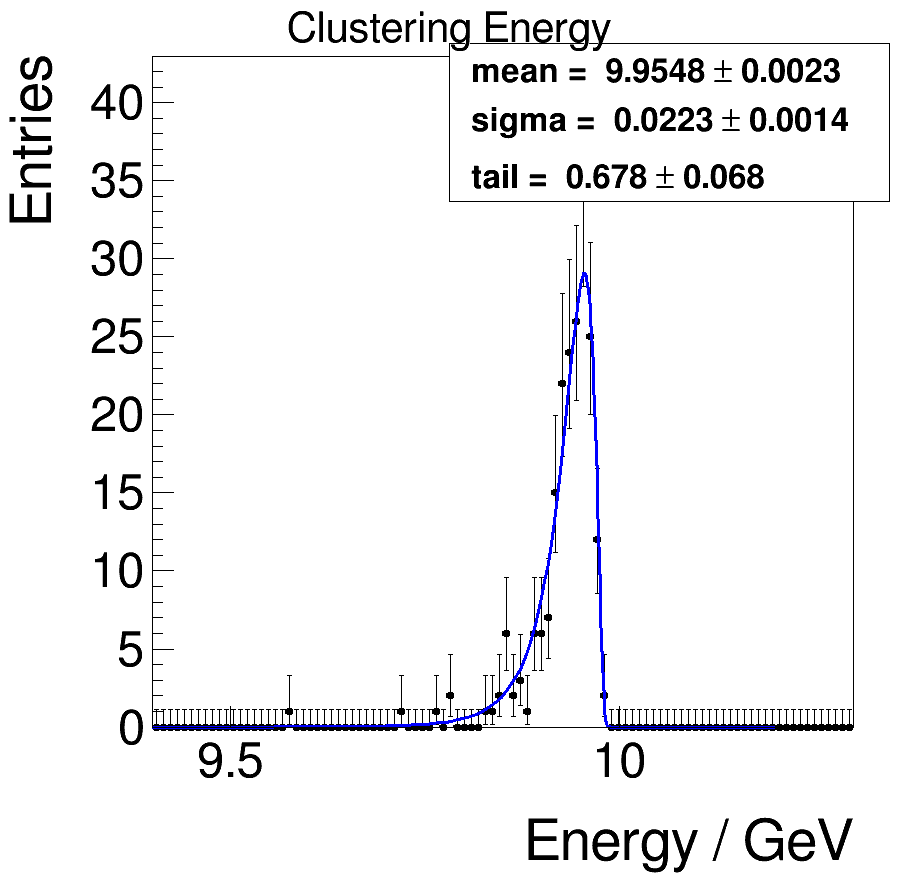 Clustering Energy
mean = 9.9548 ± 0.0023
sigma = 0.0223 ± 0.0014
tail = 0.678 ± 0.068
Entries
40
35
30
25
20
15
10
5
0
9.5 10
Energy / GeV